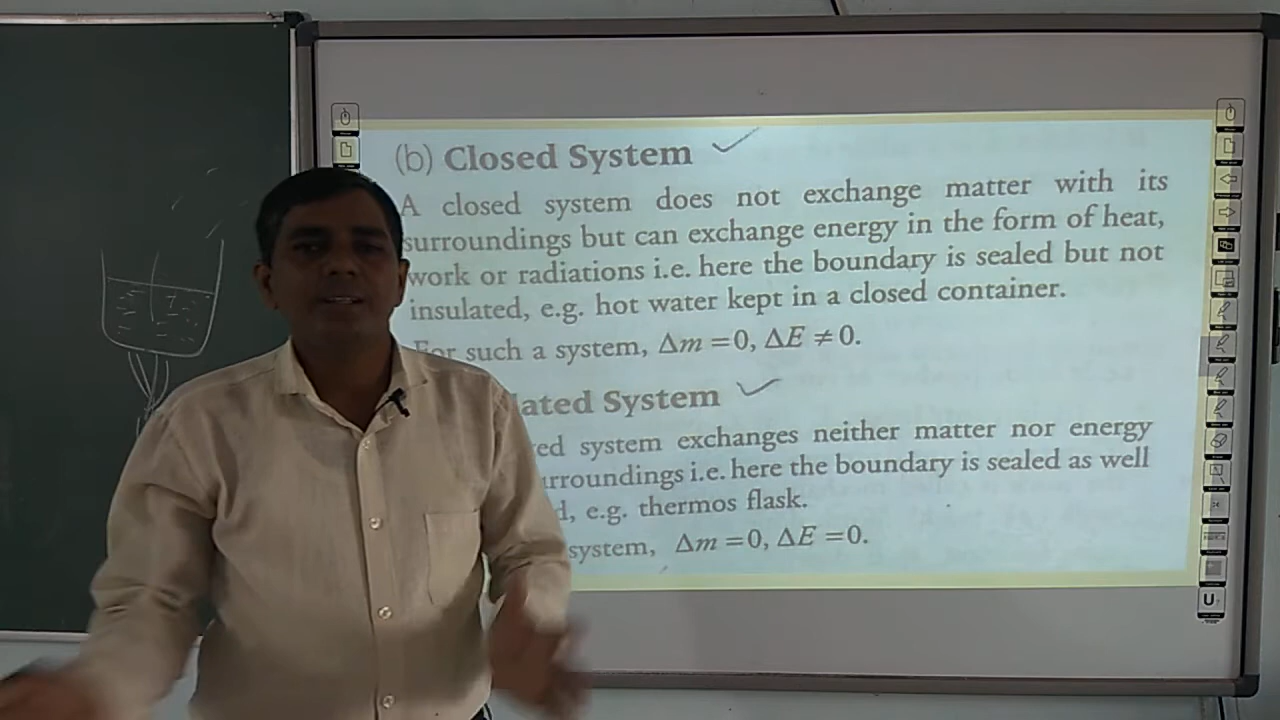 (b) Closed System
A closed system does not exchange matter with its
surroundings but can exchange energy in the form of heat,
work or radiations i.e. here the boundary is sealed but not
insulated, e.g. hot water kept in a closed container.
For such a system, Δm =0, ΔE ≠ 0.
lated System
ed system exchanges neither matter nor energy
urroundings i.e. here the boundary is sealed as well
d, e.g. thermos flask.
system, Δm =0, ΔE =0.
U